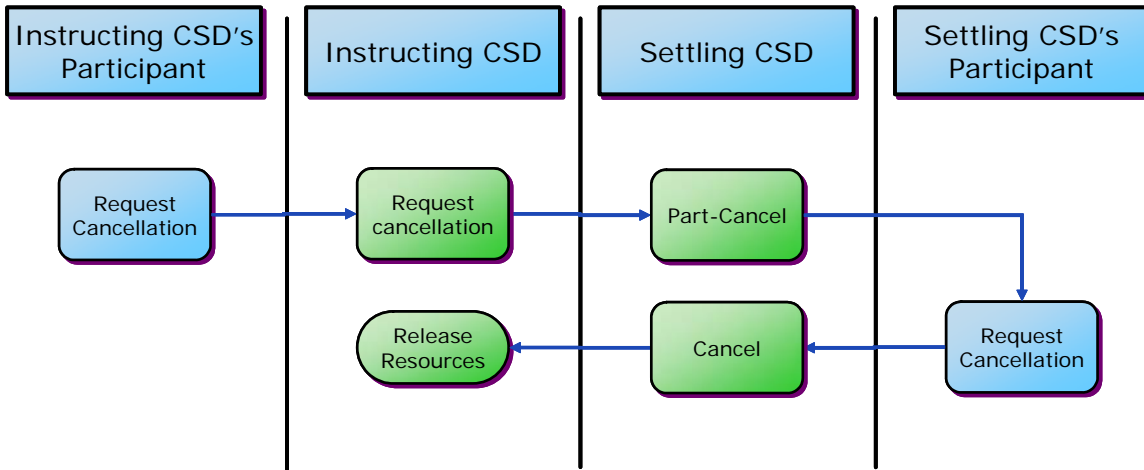 Instructing CSD's
Participant
Instructing CSD
Settling CSD
Settling CSD's
Participant
Request
Cancellation
Request
cancellation
Part-Cancel
Release
Resources
Cancel
Request
Cancellation